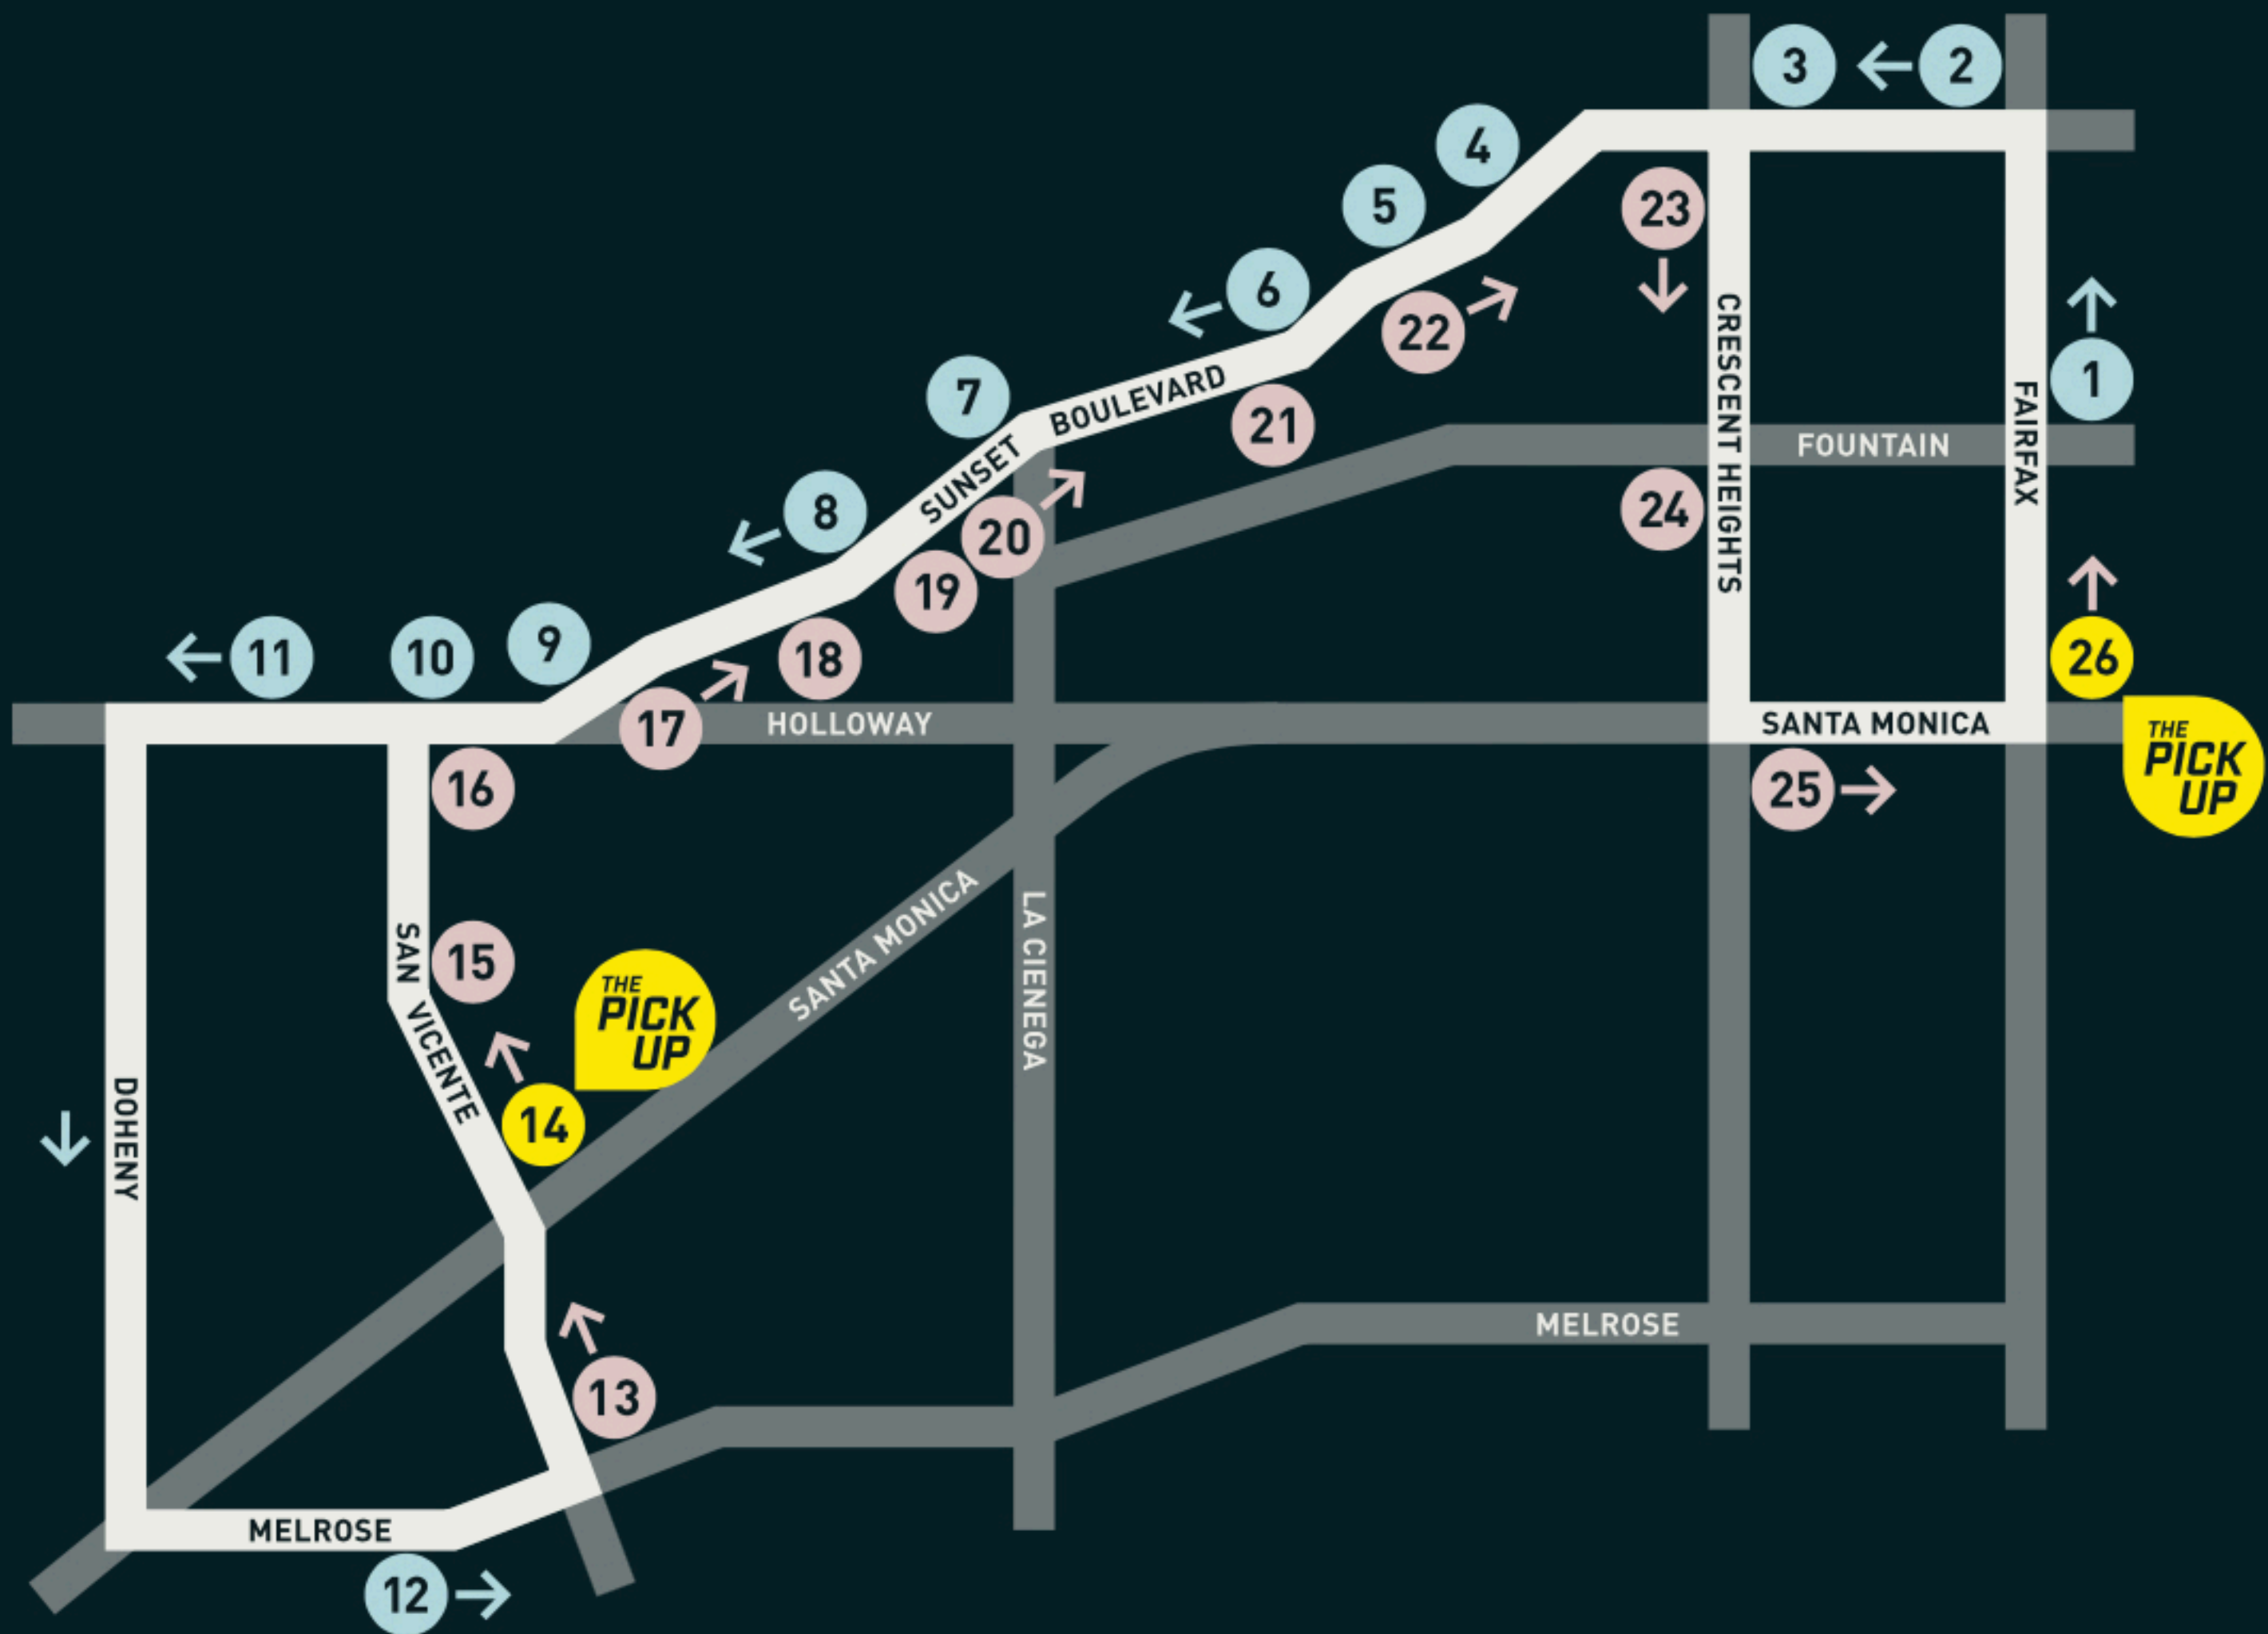 3
2
4
5
23
6
22
CRESCENT HEIGHTS
1
7
SUNSET BOULEVARD
21
FAIRFAX
FOUNTAIN
8
20
24
19
11
10
9
18
26
17
HOLLOWAY
SANTA MONICA
THE
PICK
UP
16
25
15
SAN VICENTE
THE
PICK
UP
SANTA MONICA
LA CIENEGA
14
DOHENY
MELROSE
13
MELROSE
12